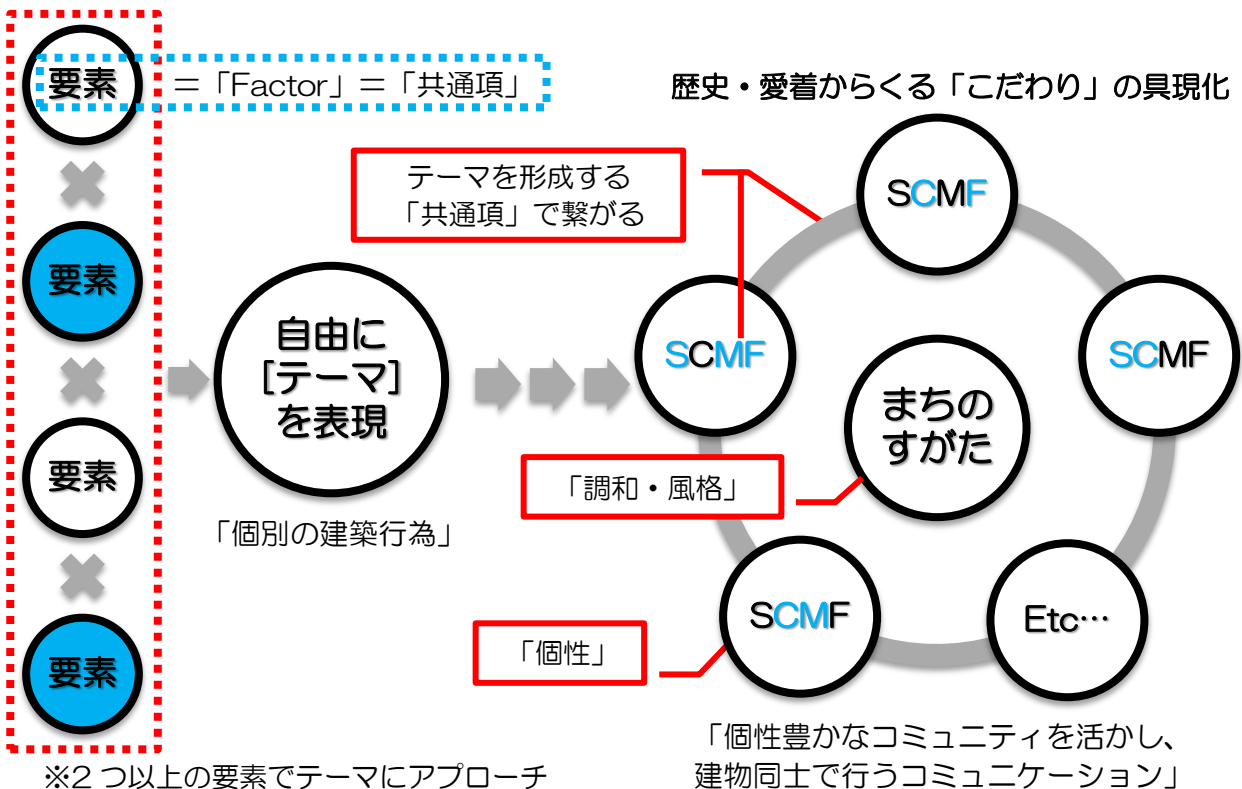 要素
＝「Factor」＝「共通項」
要素
要素
要素
※2つ以上の要素でテーマにアプローチ
自由に
[テーマ]
を表現
「個別の建築行為」
歴史・愛着からくる「こだわり」の具現化
テーマを形成する
「共通項」で繋がる
SCMF
SCMF
SCMF
まちの
すがた
「調和・風格」
SCMF
Etc…
「個性」
「個性豊かなコミュニティを活かし、
建物同士で行うコミュニケーション」